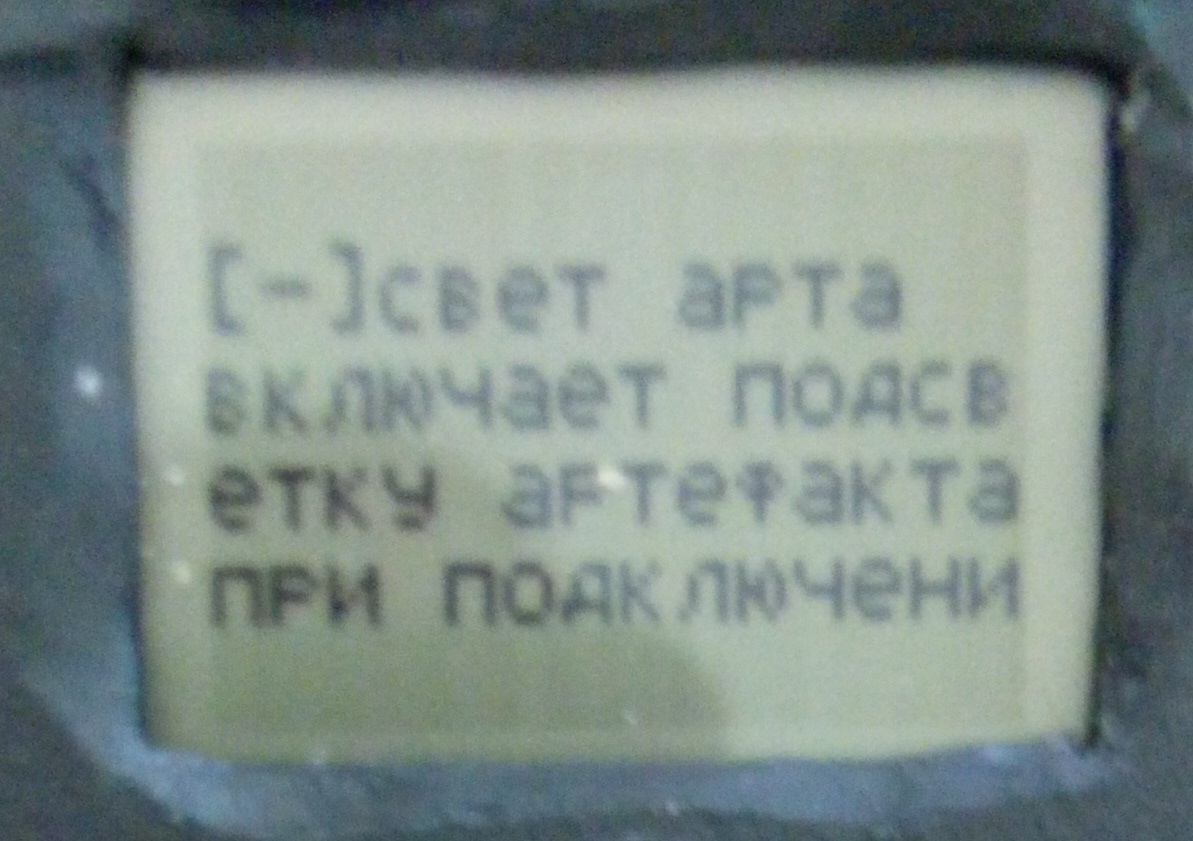 [-]свет арта
включает подсв
етку артефакта
при подключени